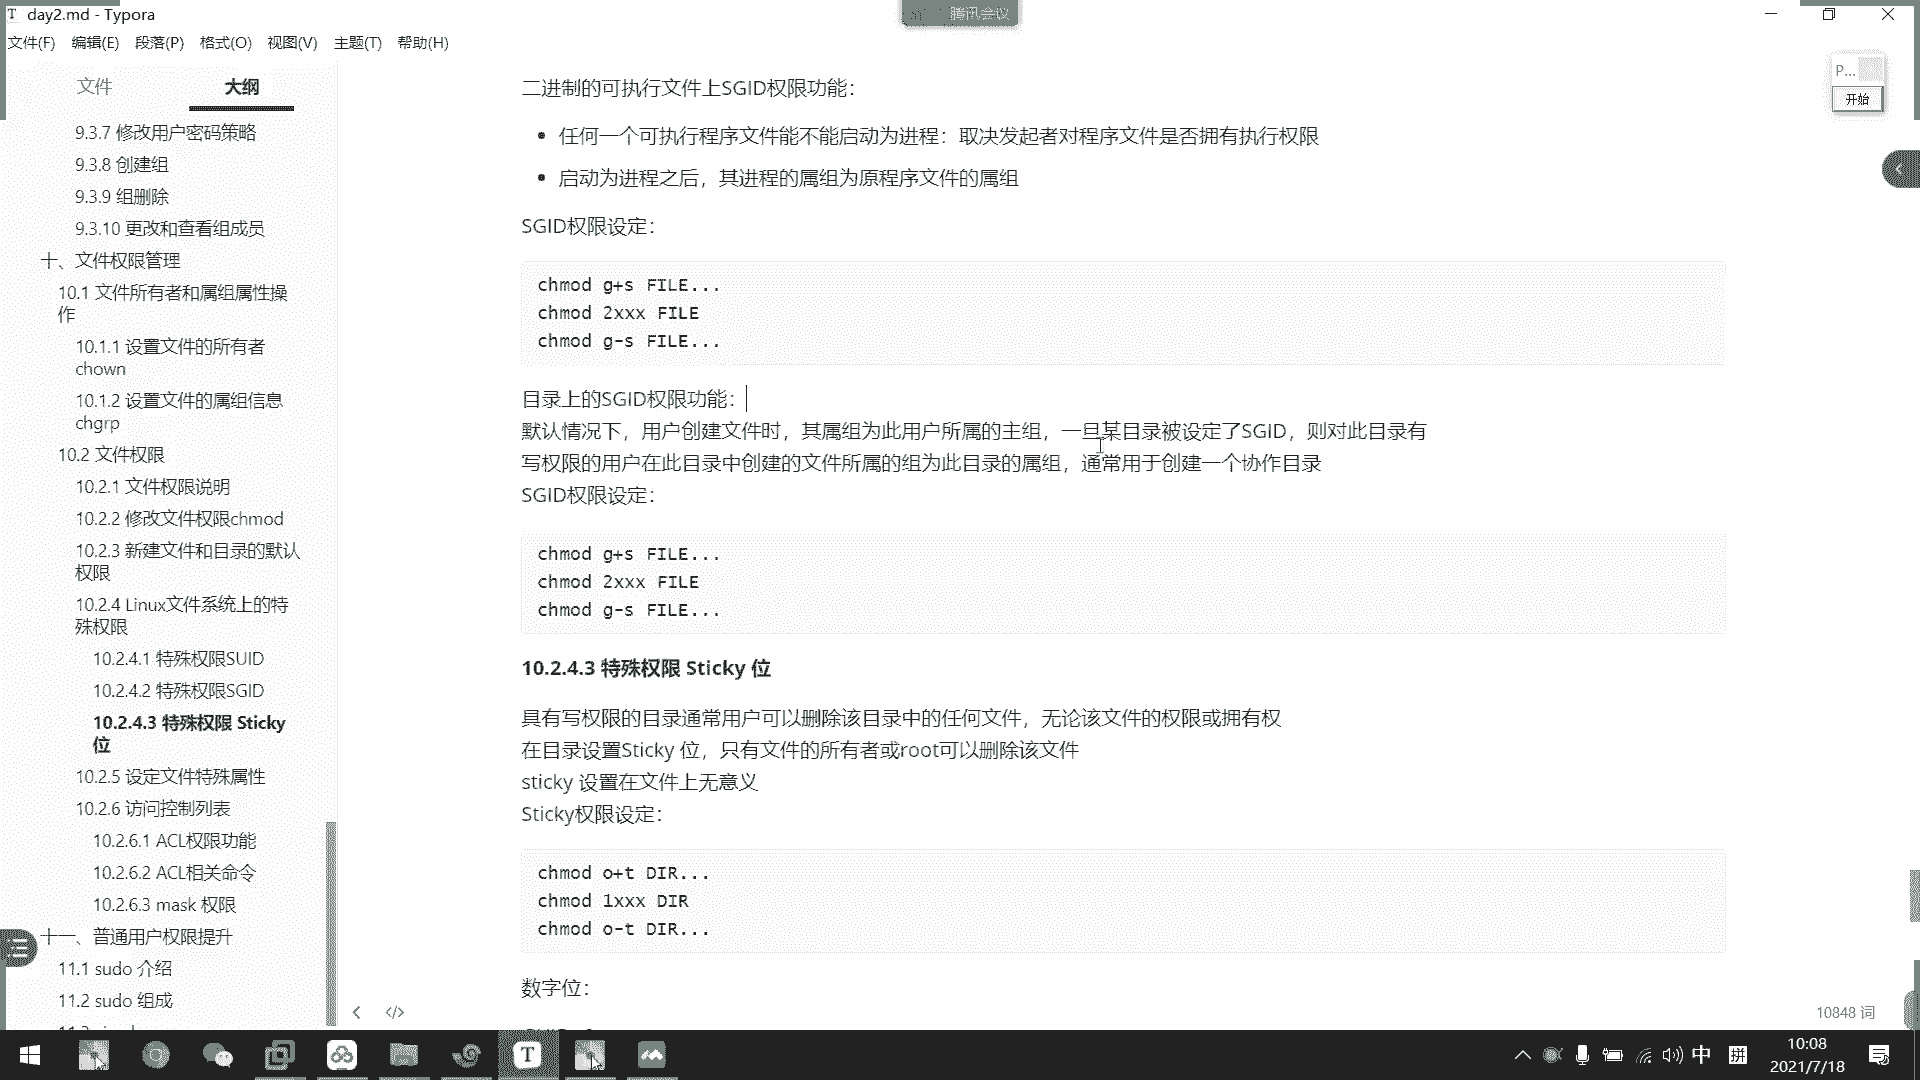 day2.md - Typora
腾讯会议
文件(F) 编辑(E) 段落(P) 格式(O) 视图(V) 主题(T) 帮助(H)
文件 大纲
9.3.7 修改用户密码策略
9.3.8 创建组
9.3.9 组删除
9.3.10 更改和查看组成员
十、文件权限管理
10.1 文件所有者和属组属性操
作
10.1.1 设置文件的所有者
chown
10.1.2 设置文件的属组信息
chgrp
10.2 文件权限
10.2.1 文件权限说明
10.2.2 修改文件权限chmod
10.2.3 新建文件和目录的默认
权限
10.2.4 Linux文件系统上的特
殊权限
10.2.4.1 特殊权限SUID
10.2.4.2 特殊权限SGID
10.2.4.3 特殊权限 Sticky
位
10.2.5 设定文件特殊属性
10.2.6 访问控制列表
10.2.6.1 ACL权限功能
10.2.6.2 ACL相关命令
10.2.6.3 mask 权限
十一、普通用户权限提升
11.1 sudo 介绍
11.2 sudo 组成
二进制的可执行文件上SGID权限功能：
• 任何一个可执行程序文件能不能启动为进程：取决发起者对程序文件是否拥有执行权限
• 启动为进程之后，其进程的属组为原程序文件的属组
SGID权限设定：
chmod g+s FILE...
chmod 2xxx FILE
chmod g-s FILE...
目录上的SGID权限功能：
默认情况下，用户创建文件时，其属组为此用户所属的主组，一旦某目录被设定了SGID，则对此目录有
写权限的用户在此目录中创建的文件所属的组为此目录的属组，通常用于创建一个协作目录
SGID权限设定：
chmod g+s FILE...
chmod 2xxx FILE
chmod g-s FILE...
10.2.4.3 特殊权限 Sticky 位
具有写权限的目录通常用户可以删除该目录中的任何文件，无论该文件的权限或拥有权
在目录设置Sticky 位，只有文件的所有者或root可以删除该文件
sticky 设置在文件上无意义
Sticky权限设定：
chmod o+t DIR...
chmod 1xxx DIR
chmod o-t DIR...
数字位：
P...
开始
10848 词
中
拼
10:08
2021/7/18